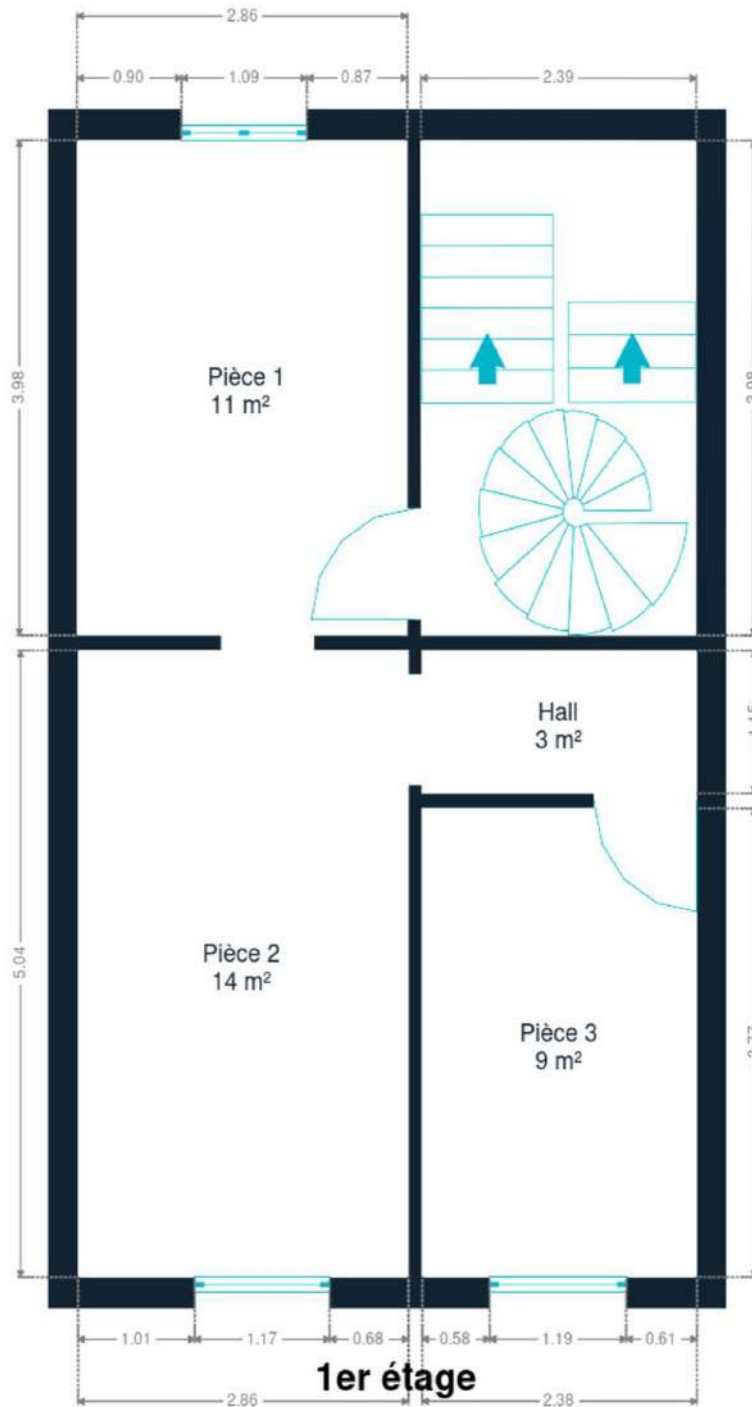 2.86
0.90 1.09 0.87 2.39
3.98
Pièce 1
11 m²
Hall
3 m²
5.04
Pièce 2
14 m²
Pièce 3
9 m²
1.01 1.17 0.68 0.58 1.19 0.61
1er étage
2.86 2.38